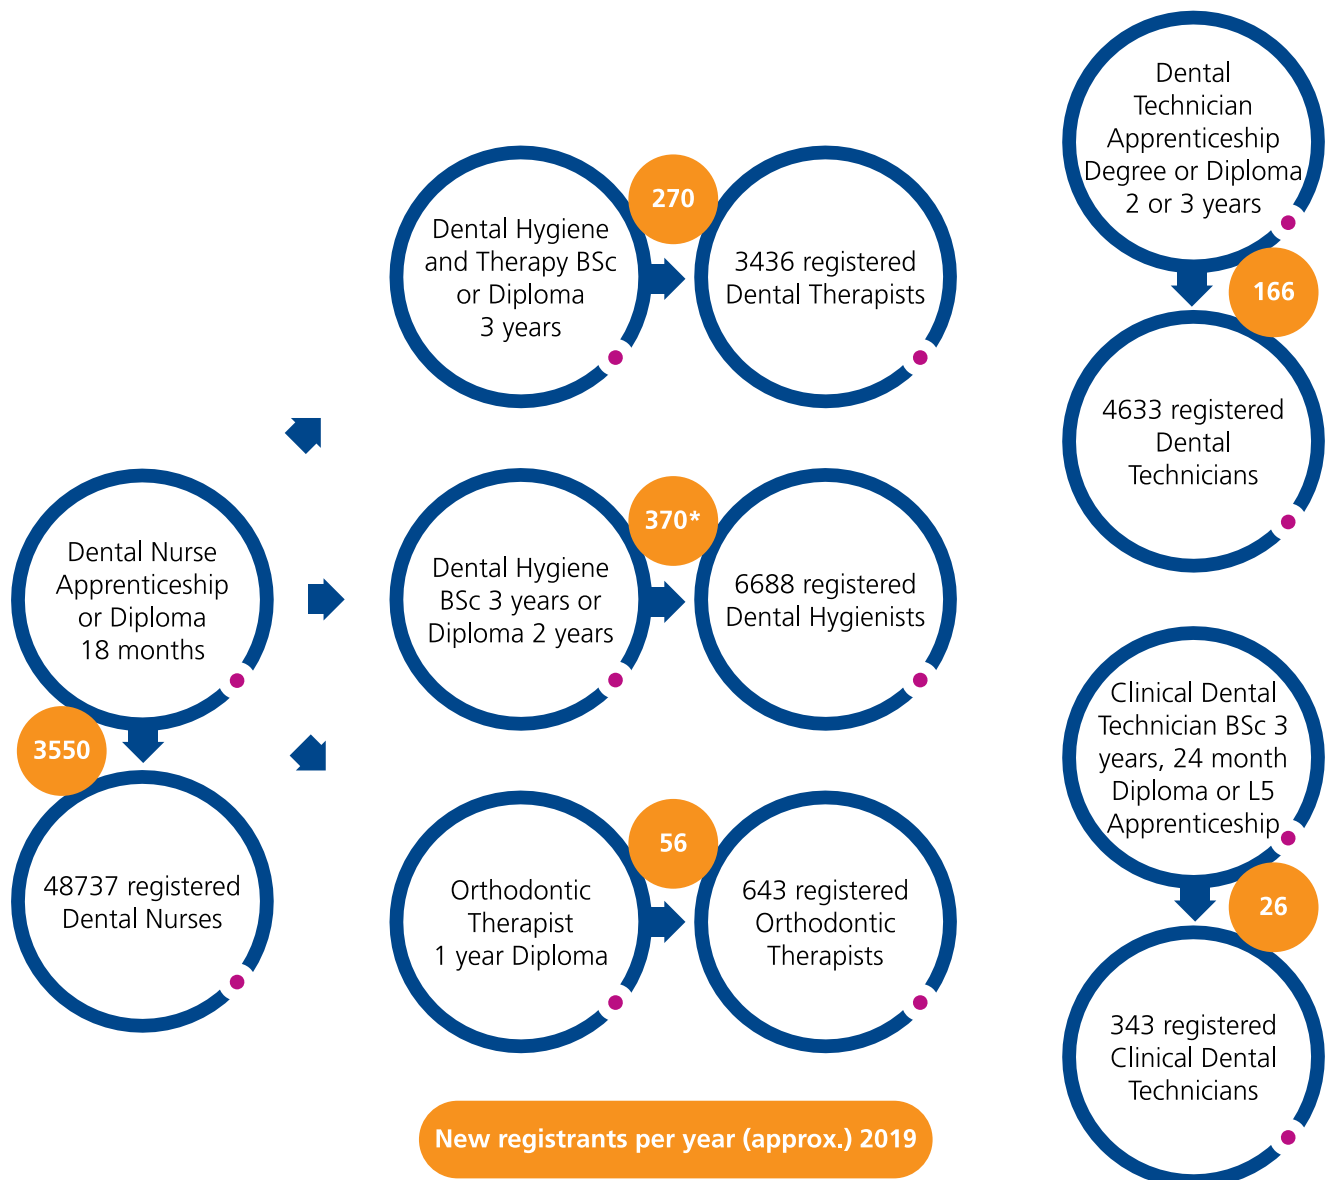 Dental Nurse
Apprenticeship
or Diploma
18 months
3550
48737 registered
Dental Nurses
Dental Hygiene
and Therapy BSc
or Diploma
3 years
270
3436 registered
Dental Therapists
Dental Hygiene
BSc 3 years or
Diploma 2 years
370*
6688 registered
Dental Hygienists
Orthodontic
Therapist
1 year Diploma
56
643 registered
Orthodontic
Therapists
Dental
Technician
Apprenticeship
Degree or Diploma
2 or 3 years
166
4633 registered
Dental
Technicians
Clinical Dental
Technician BSc 3
years, 24 month
Diploma or L5
Apprenticeship
26
343 registered
Clinical Dental
Technicians
New registrants per year (approx.) 2019